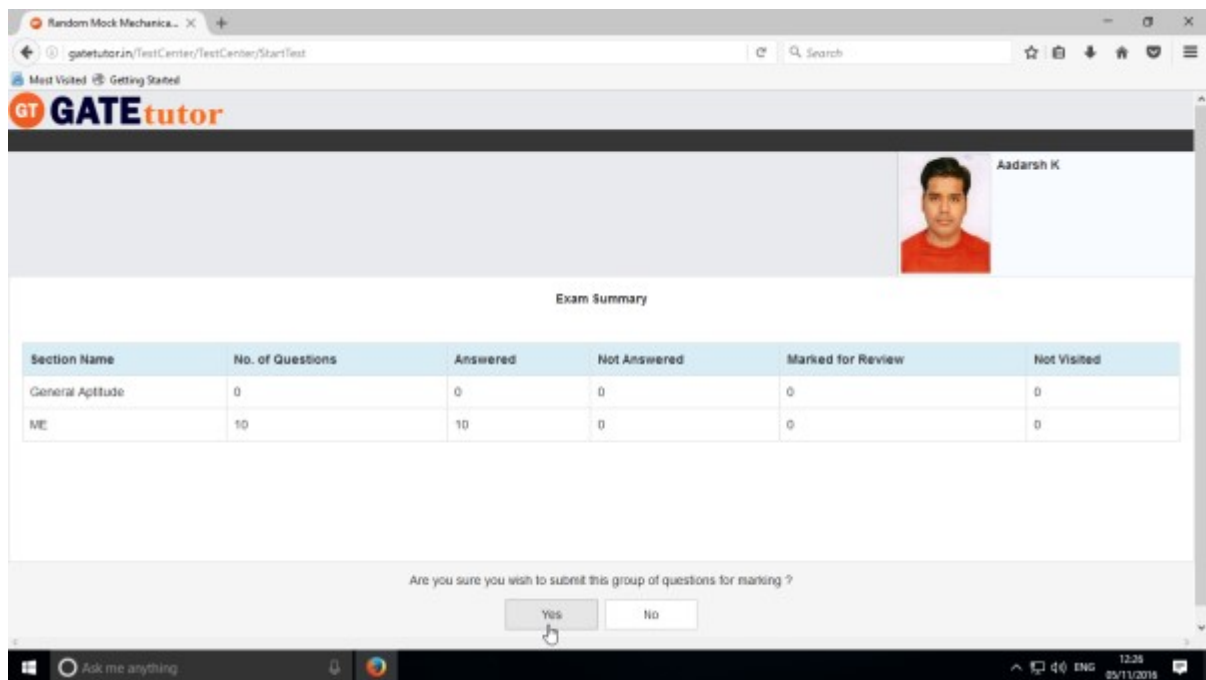 Random Mock Mechanica...
gatetutor.in/TestCenter/TestCenter/StartTest
Search
Most Visited Getting Started
GT GATEtutor
Aadarsh K
Exam Summary
Section Name No. of Questions Answered Not Answered Marked for Review Not Visited
General Aptitude 0 0 0 0 0
ME 10 10 0 0 0
Are you sure you wish to submit this group of questions for marking ?
Yes No
Ask me anything ENG 12:26
05/11/2016